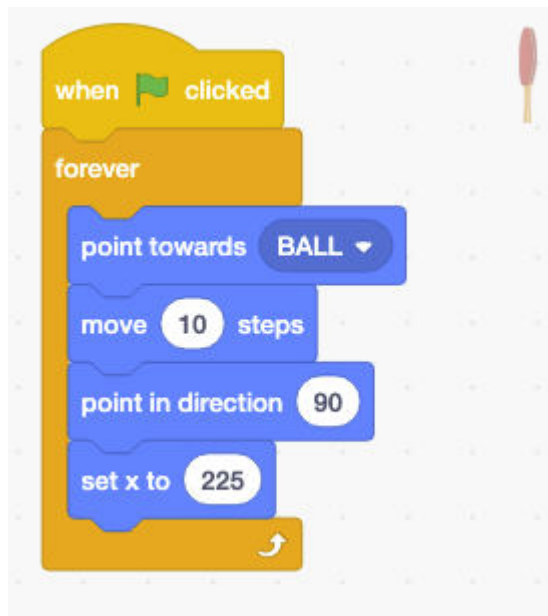 when clicked
forever
point towards BALL
move 10 steps
point in direction 90
set x to 225